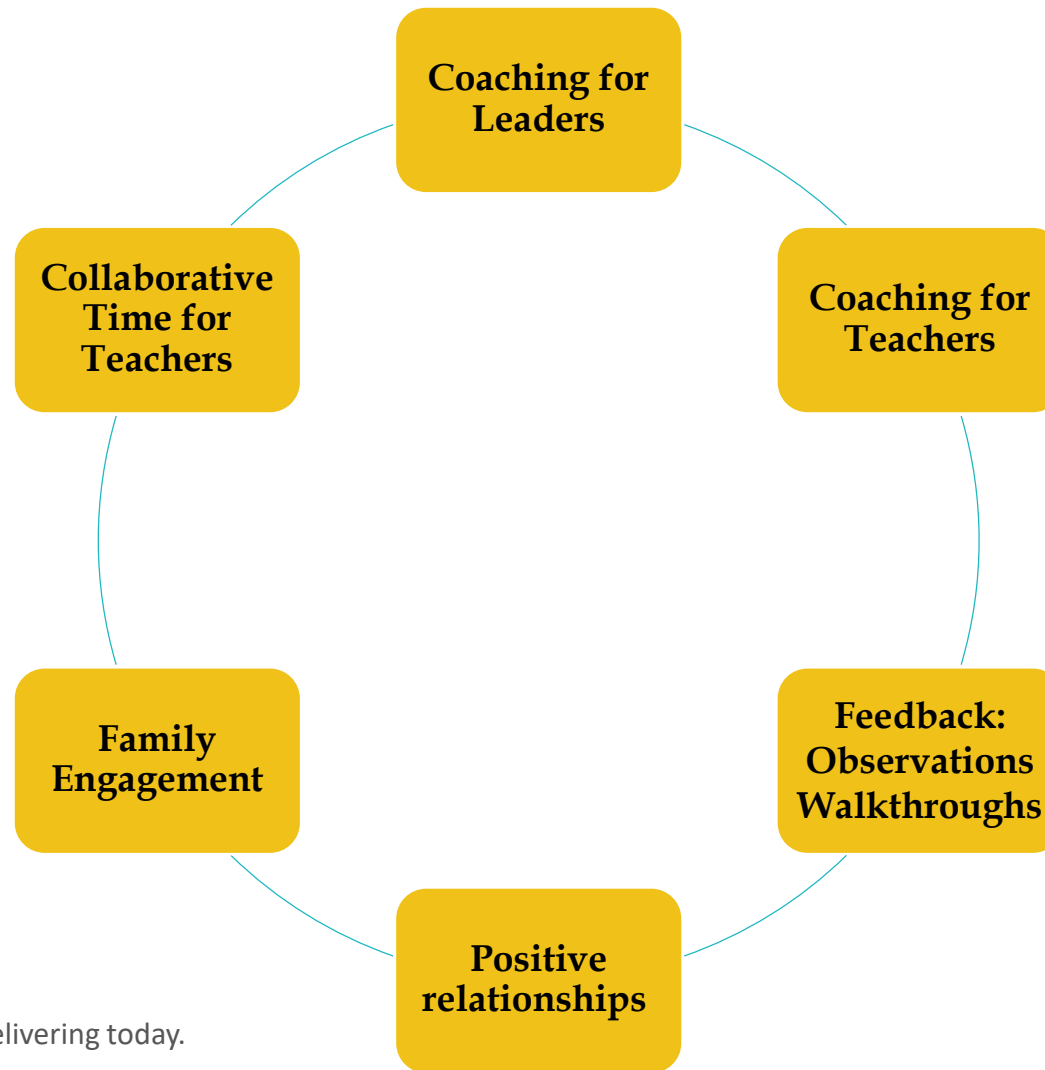 Coaching for
Leaders
Coaching for
Teachers
Feedback:
Observations
Walkthroughs
Positive
relationships
Family
Engagement
Collaborative
Time for
Teachers
elivering today.